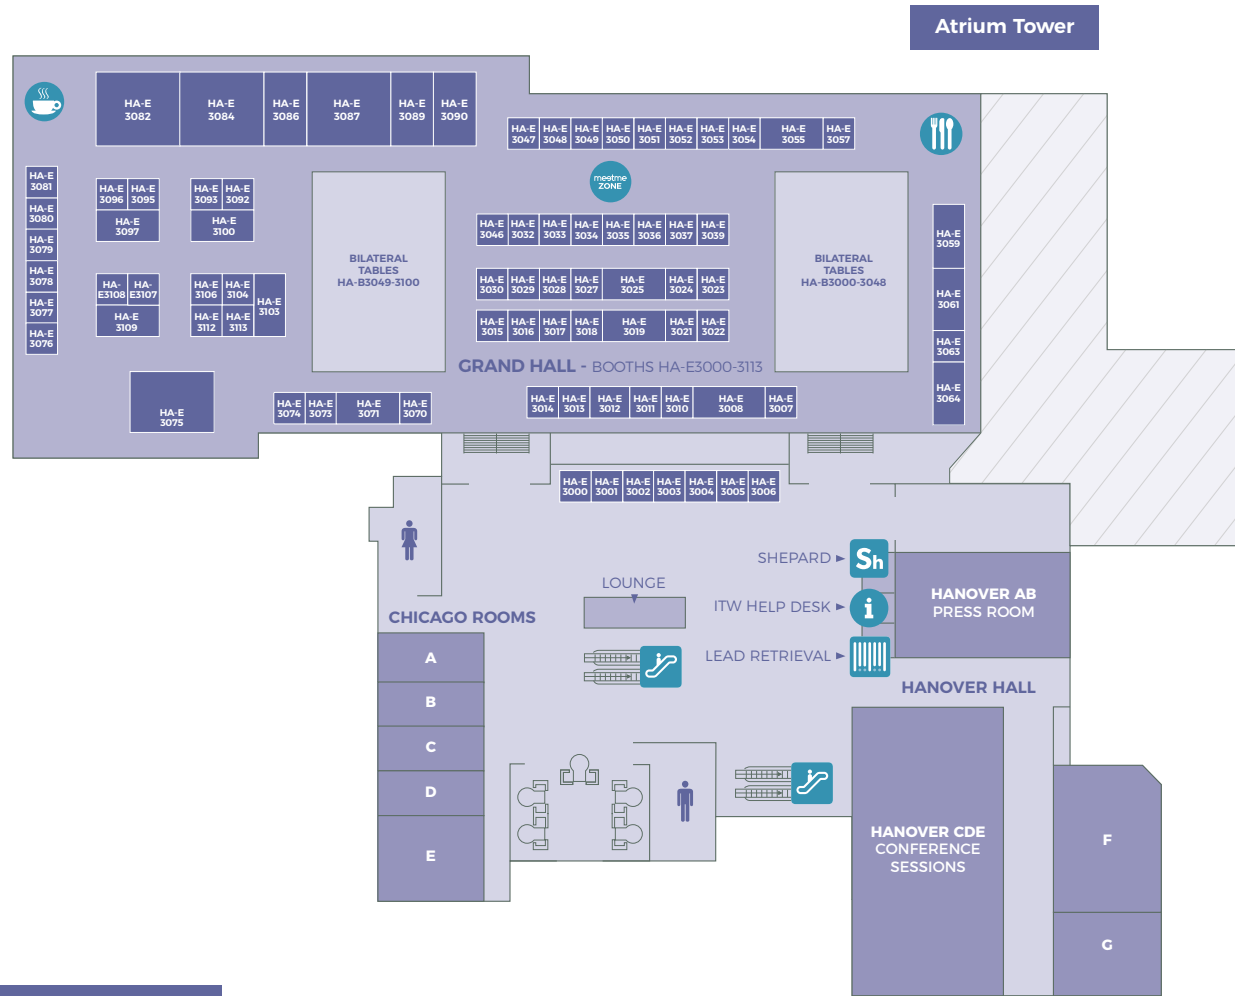 Atrium Tower
HA-E
3082
HA-E
3084
HA-E
3086
HA-E
3087
HA-E
3089
HA-E
3090
HA-E
3047
HA-E
3048
HA-E
3049
HA-E
3050
HA-E
3051
HA-E
3052
HA-E
3053
HA-E
3054
HA-E
3055
HA-E
3057
meetme
ZONE
HA-E
3081
HA-E
3080
HA-E
3079
HA-E
3078
HA-E
3077
HA-E
3076
HA-E
3096
HA-E
3095
HA-E
3097
HA-E
3093
HA-E
3092
HA-E
3100
HA-
E3108
HA-
E3107
HA-E
3109
HA-E
3106
HA-E
3104
HA-E
3103
HA-E
3112
HA-E
3113
HA-E
3075
BILATERAL
TABLES
HA-B3049-3100
HA-E
3046
HA-E
3032
HA-E
3033
HA-E
3034
HA-E
3035
HA-E
3036
HA-E
3037
HA-E
3039
HA-E
3030
HA-E
3029
HA-E
3028
HA-E
3027
HA-E
3025
HA-E
3024
HA-E
3023
HA-E
3015
HA-E
3016
HA-E
3017
HA-E
3018
HA-E
3019
HA-E
3021
HA-E
3022
BILATERAL
TABLES
HA-B3000-3048
HA-E
3059
HA-E
3061
HA-E
3063
HA-E
3064
GRAND HALL - BOOTHS HA-E3000-3113
HA-E
3074
HA-E
3073
HA-E
3071
HA-E
3070
HA-E
3014
HA-E
3013
HA-E
3012
HA-E
3011
HA-E
3010
HA-E
3008
HA-E
3007
HA-E
3000
HA-E
3001
HA-E
3002
HA-E
3003
HA-E
3004
HA-E
3005
HA-E
3006
SHEPARD
Sh
LOUNGE
ITW HELP DESK
i
LEAD RETRIEVAL
HANOVER AB
PRESS ROOM
CHICAGO ROOMS
A
B
C
D
E
HANOVER HALL
HANOVER CDE
CONFERENCE
SESSIONS
F
G